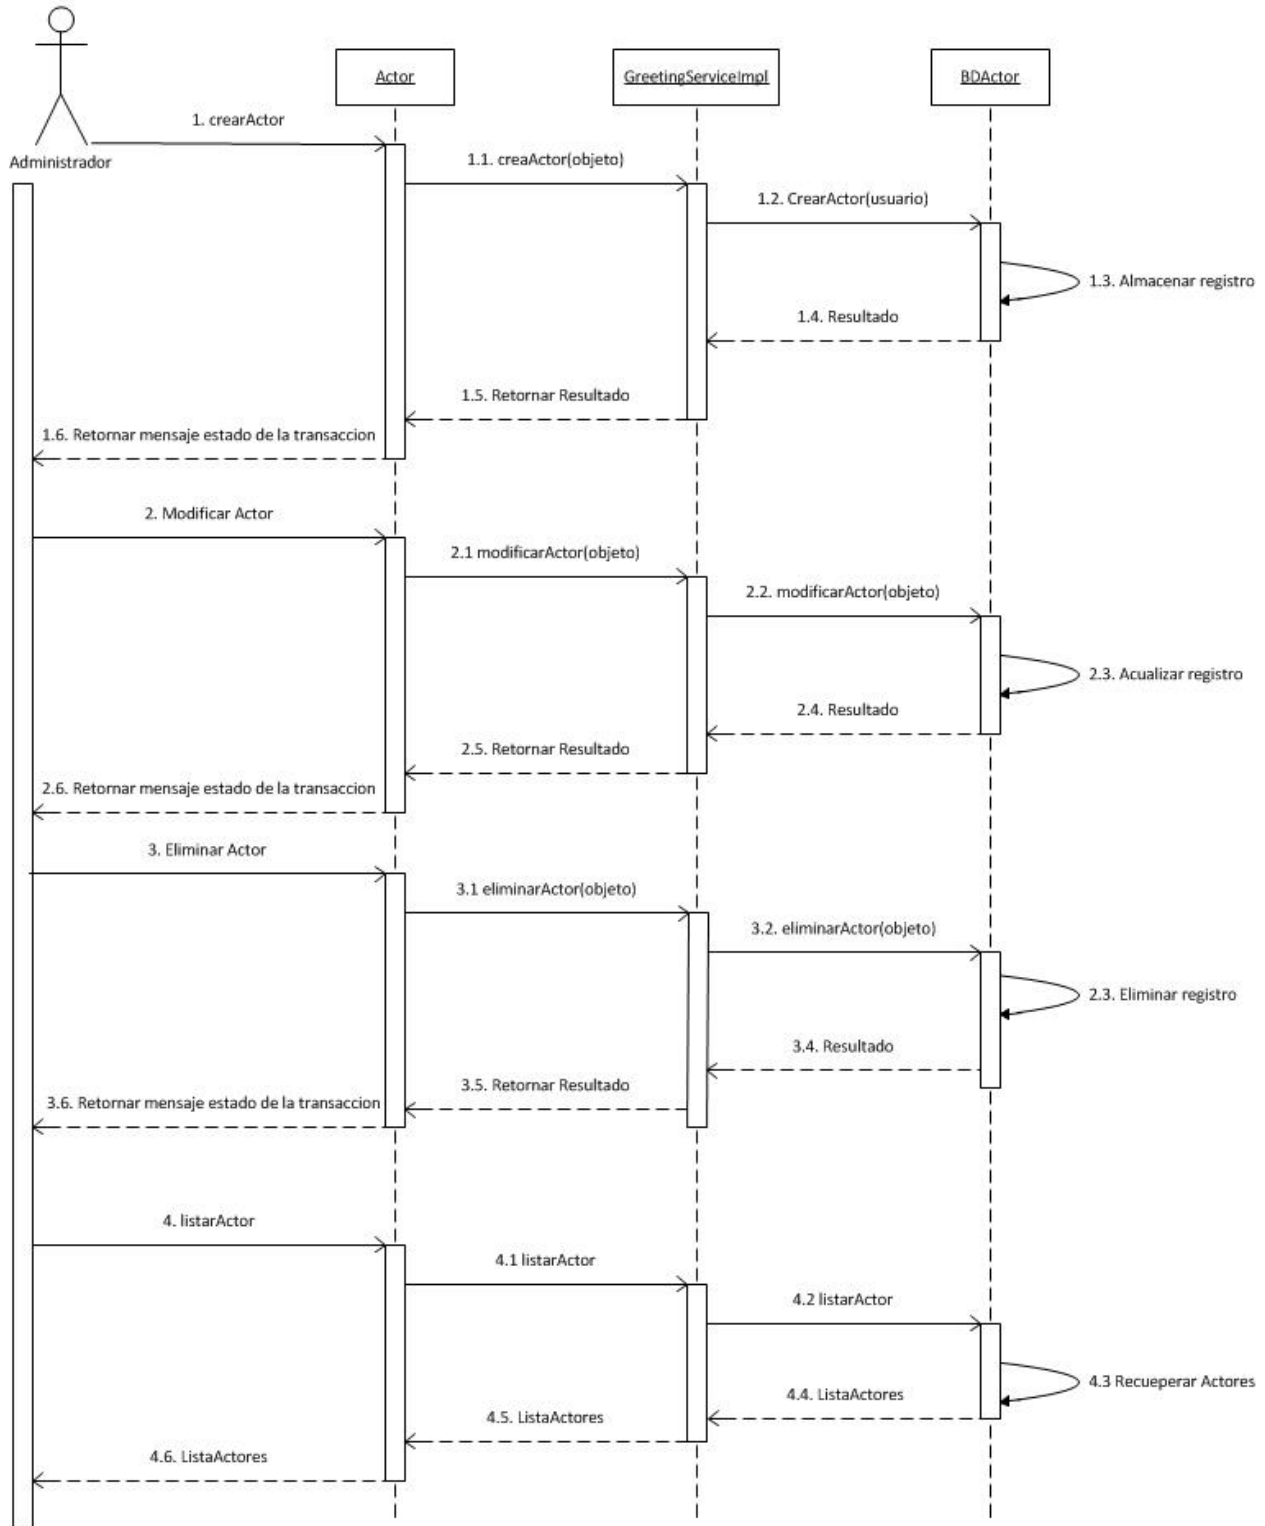 Actor
GreetingServiceImpl
BDActor
Administrador
1. crearActor
1.1. creaActor(objeto)
1.2. CrearActor(usuario)
1.3. Almacenar registro
1.4. Resultado
1.5. Retornar Resultado
1.6. Retornar mensaje estado de la transaccion
2. Modificar Actor
2.1 modificarActor(objeto)
2.2. modificarActor(objeto)
2.3. Acualizar registro
2.4. Resultado
2.5. Retornar Resultado
2.6. Retornar mensaje estado de la transaccion
3. Eliminar Actor
3.1 eliminarActor(objeto)
3.2. eliminarActor(objeto)
2.3. Eliminar registro
3.4. Resultado
3.5. Retornar Resultado
3.6. Retornar mensaje estado de la transaccion
4. listarActor
4.1 listarActor
4.2 listarActor
4.3 Recueperar Actores
4.4. ListaActores
4.5. ListaActores
4.6. ListaActores